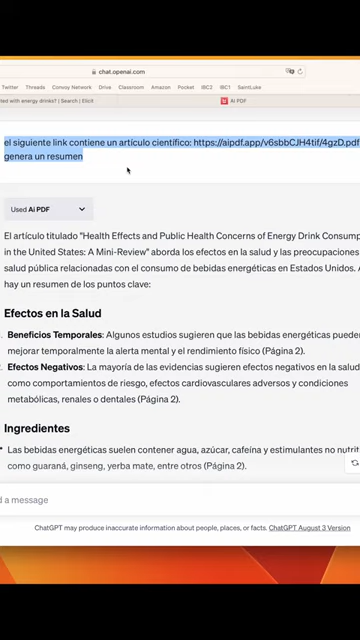 chat.openai.com
Twitter Threads Convoy Network Drive Classroom Amazon Pocket IBC2 IBC1 SaintLuke
ted with energy-drinks? | Search | Elicit
Ai PDF
el siguiente link contiene un artículo científico: https://aipdf.app/v6sbbCJH4tif/4gzD.pdf
genera un resumen
Used Ai PDF
El artículo titulado "Health Effects and Public Health Concerns of Energy Drink Consump
in the United States: A Mini-Review" aborda los efectos en la salud y las preocupaciones
salud pública relacionadas con el consumo de bebidas energéticas en Estados Unidos. A
hay un resumen de los puntos clave:
Efectos en la Salud
Beneficios Temporales: Algunos estudios sugieren que las bebidas energéticas pueden
mejorar temporalmente la alerta mental y el rendimiento físico (Página 2).
Efectos Negativos: La mayoría de las evidencias sugieren efectos negativos en la salud
como comportamientos de riesgo, efectos cardiovasculares adversos y condiciones
metabólicas, renales o dentales (Página 2).
Ingredientes
Las bebidas energéticas suelen contener agua, azúcar, cafeína y estimulantes no nutrit
como guaraná, ginseng, yerba mate, entre otros (Página 2).
d a message
ChatGPT may produce inaccurate information about people, places, or facts. ChatGPT August 3 Version